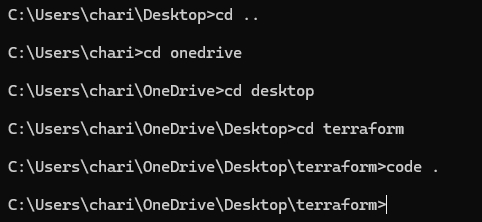 C:\Users\chari\Desktop>cd ..
C:\Users\chari>cd onedrive
C:\Users\chari\OneDrive>cd desktop
C:\Users\chari\OneDrive\Desktop>cd terraform
C:\Users\chari\OneDrive\Desktop\terraform>code .
C:\Users\chari\OneDrive\Desktop\terraform>